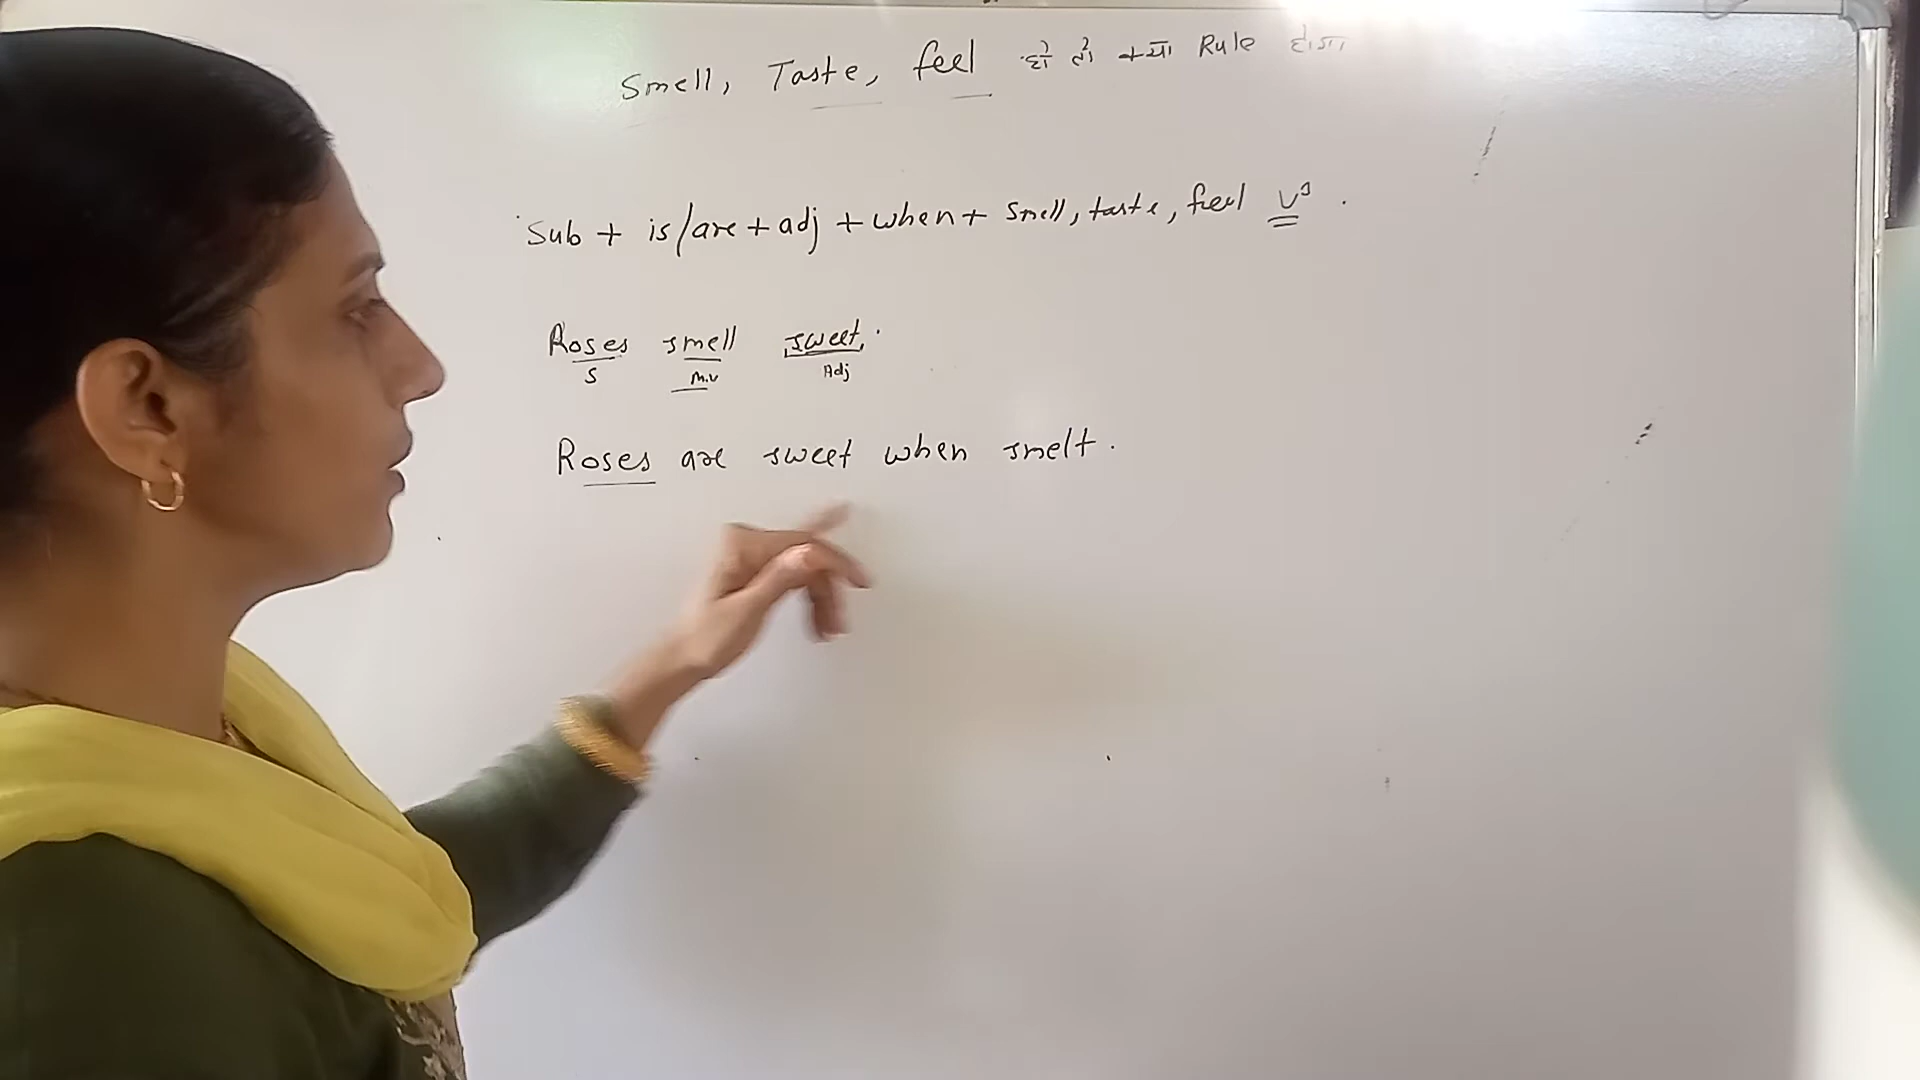 Smell, Taste, feel हो तो क्या Rule होगा
Sub + is/are + adj + when + smell, taste, feel V³ .
Roses smell sweet.
S M.V Adj
Roses are sweet when smelt.